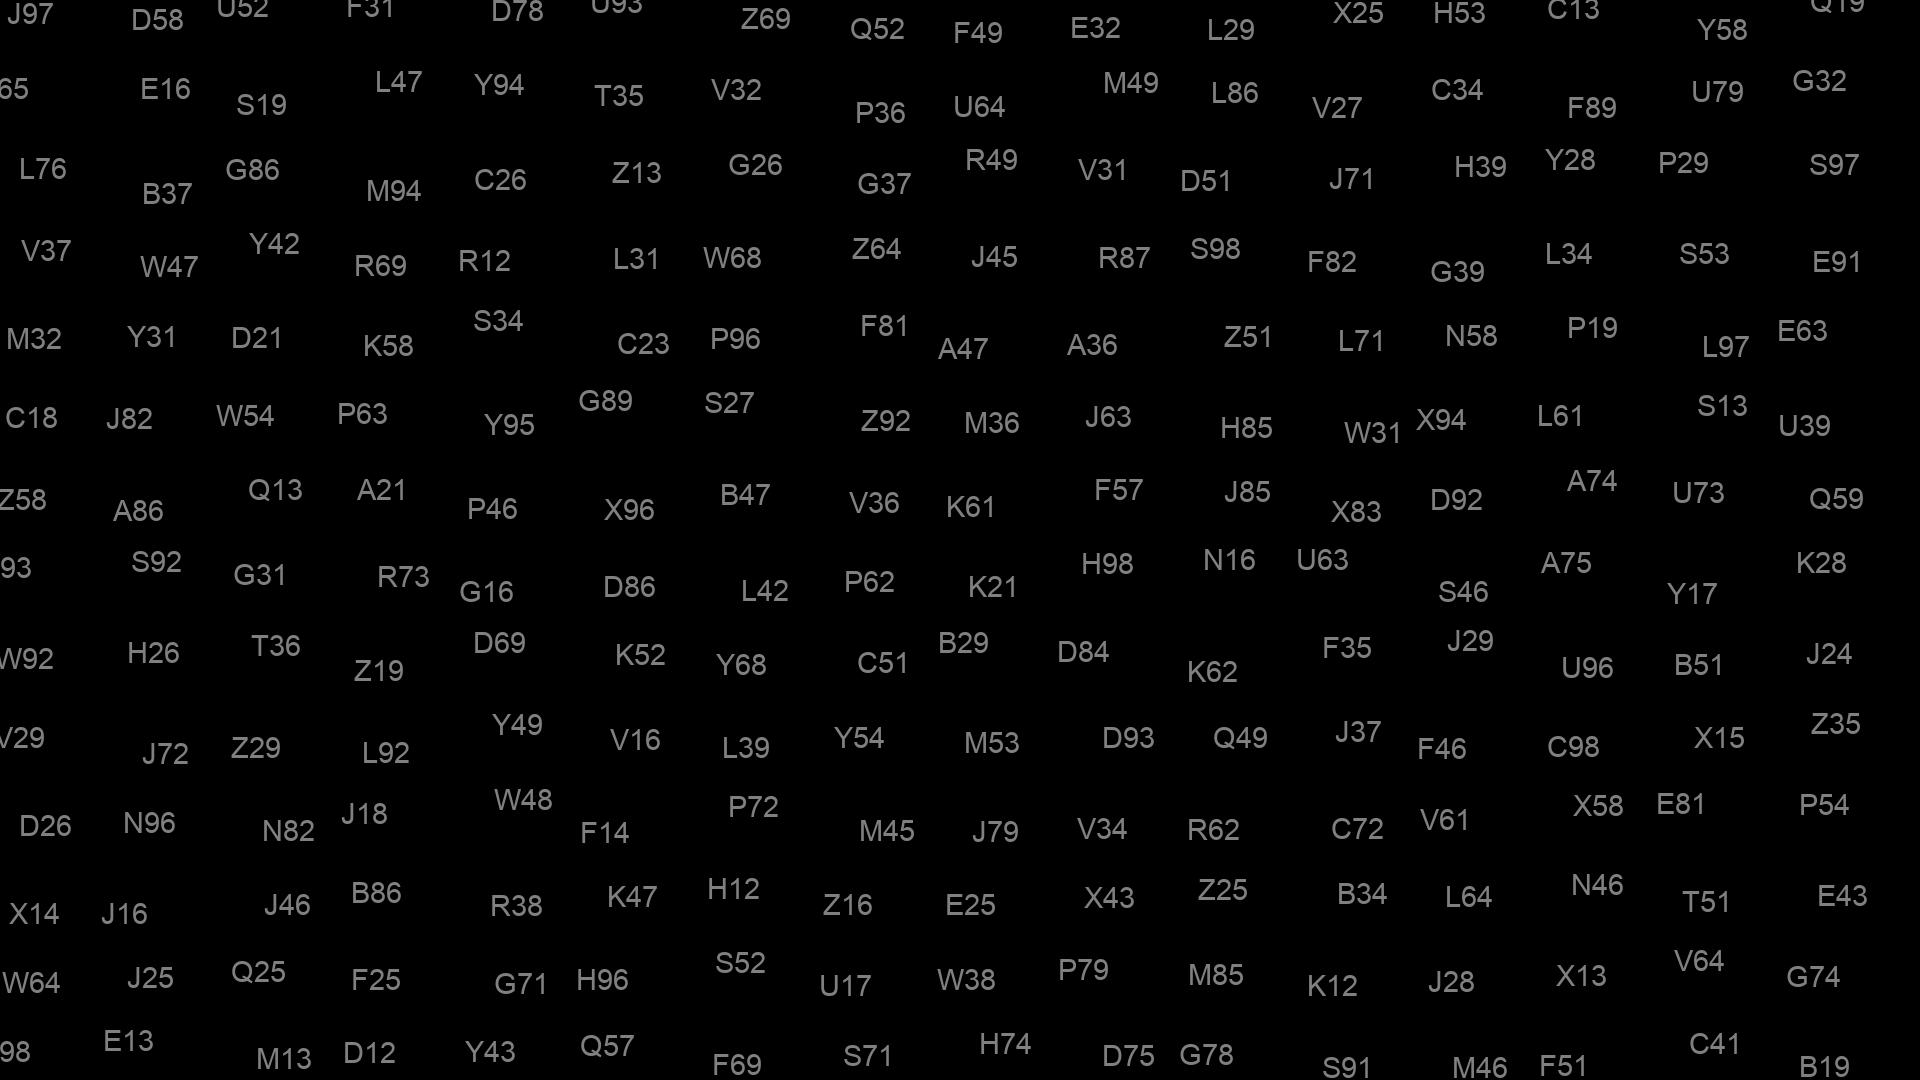 J97 D58 U52 F31 D78 U93 Z69 Q52 F49 E32 L29 X25 H53 C13 Y58 Q19
65 E16 S19 L47 Y94 T35 V32 P36 U64 M49 L86 V27 C34 F89 U79 G32
L76 B37 G86 M94 C26 Z13 G26 G37 R49 V31 D51 J71 H39 Y28 P29 S97
V37 W47 Y42 R69 R12 L31 W68 Z64 J45 R87 S98 F82 G39 L34 S53 E91
M32 Y31 D21 K58 S34 C23 P96 F81 A47 A36 Z51 L71 N58 P19 L97 E63
C18 J82 W54 P63 Y95 G89 S27 Z92 M36 J63 H85 W31 X94 L61 S13 U39
Z58 A86 Q13 A21 P46 X96 B47 V36 K61 F57 J85 X83 D92 A74 U73 Q59
93 S92 G31 R73 G16 D86 L42 P62 K21 H98 N16 U63 S46 A75 Y17 K28
W92 H26 T36 Z19 D69 K52 Y68 C51 B29 D84 K62 F35 J29 U96 B51 J24
V29 J72 Z29 L92 Y49 V16 L39 Y54 M53 D93 Q49 J37 F46 C98 X15 Z35
D26 N96 N82 J18 W48 F14 P72 M45 J79 V34 R62 C72 V61 X58 E81 P54
X14 J16 J46 B86 R38 K47 H12 Z16 E25 X43 Z25 B34 L64 N46 T51 E43
W64 J25 Q25 F25 G71 H96 S52 U17 W38 P79 M85 K12 J28 X13 V64 G74
98 E13 M13 D12 Y43 Q57 F69 S71 H74 D75 G78 S91 M46 F51 C41 B19